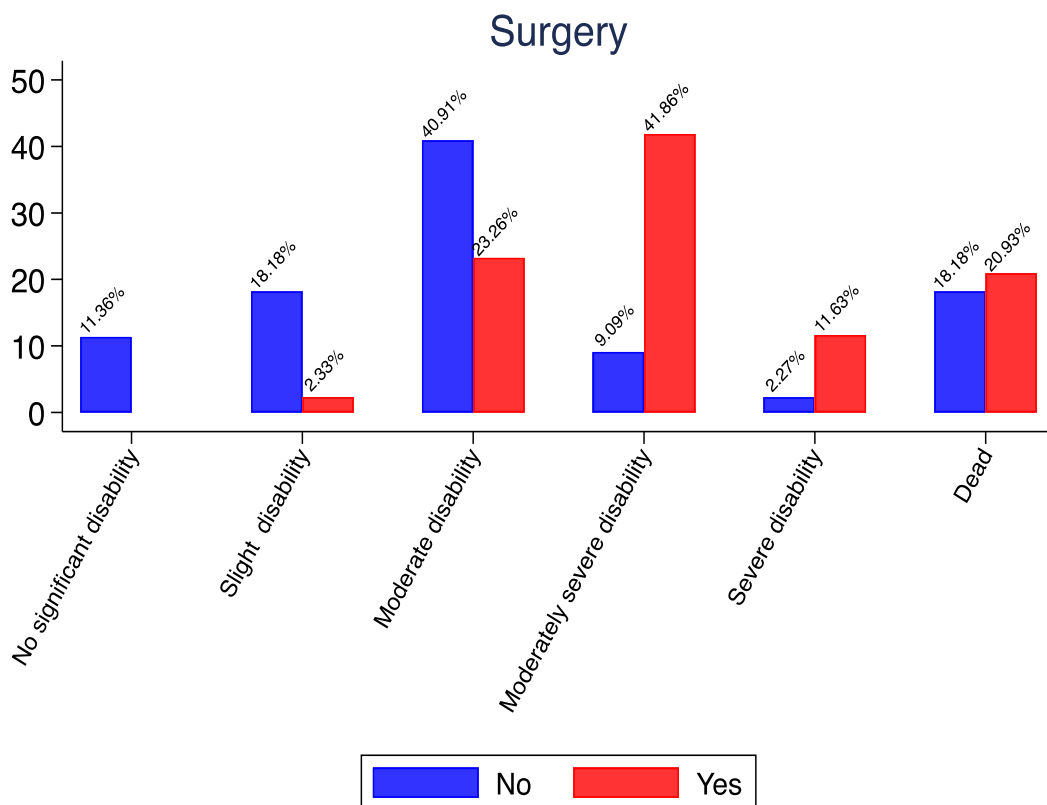 Surgery
50
40
30
20
10
0
11.36%
18.18%
2.33%
40.91%
23.26%
9.09%
41.86%
2.27%
11.63%
18.18%
20.93%
No significant disability
Slight  disability
Moderate disability
Moderately severe disability
Severe disability
Dead
No
Yes